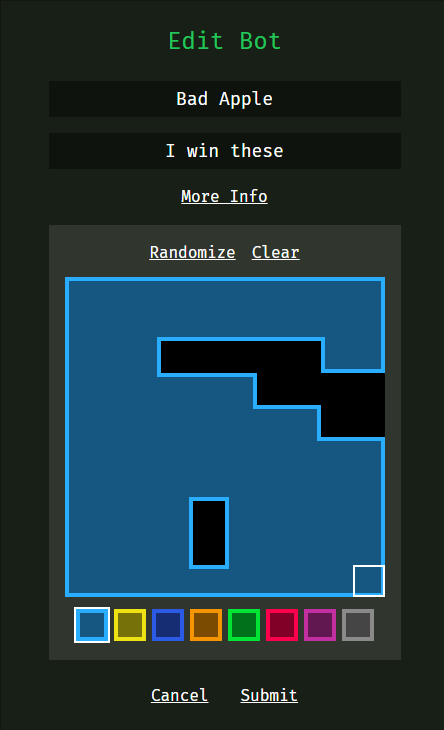 Edit Bot
Bad Apple
I win these
More Info
Randomize Clear
Cancel Submit